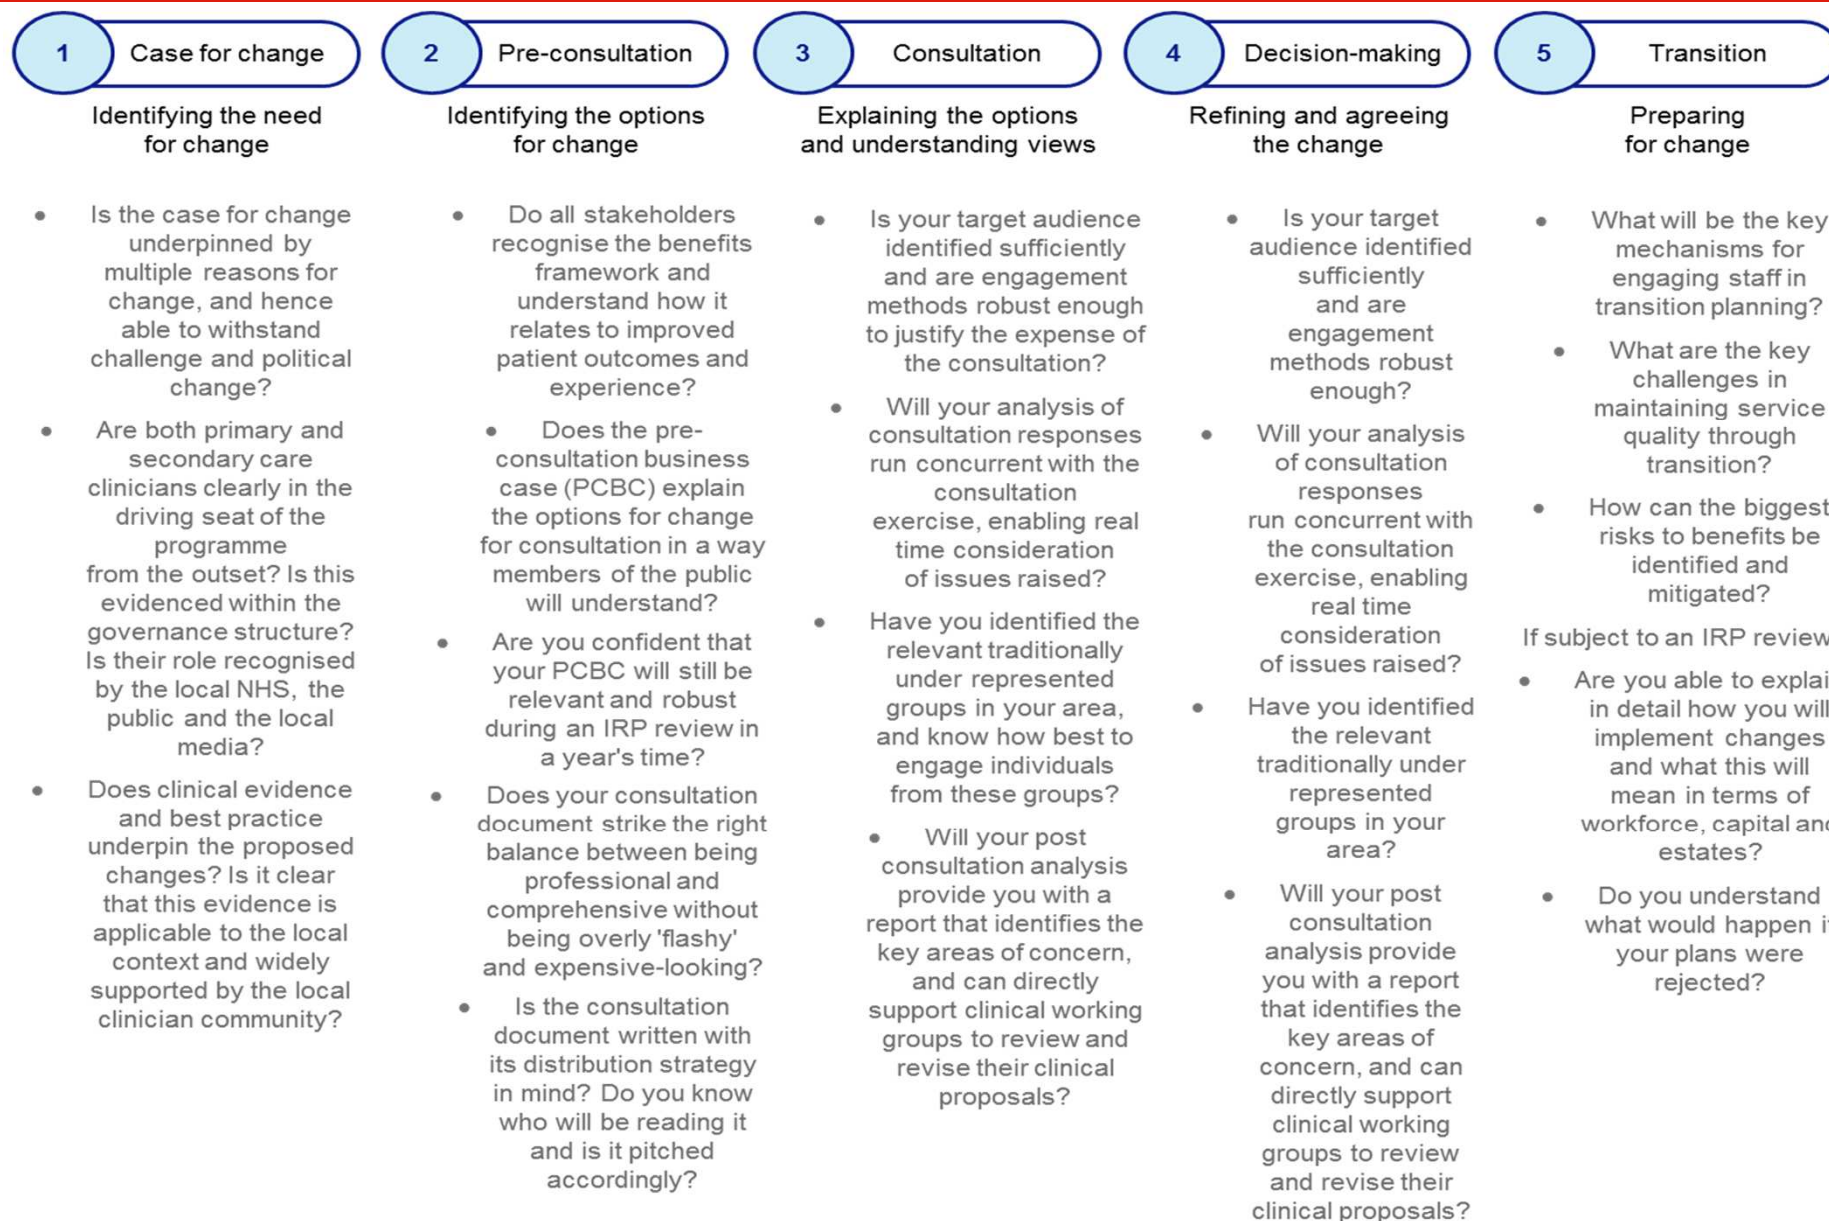 1 Case for change
Identifying the need
for change
• Is the case for change
underpinned by
multiple reasons for
change, and hence
able to withstand
challenge and political
change?
• Are both primary and
secondary care
clinicians clearly in the
driving seat of the
programme
from the outset? Is this
evidenced within the
governance structure?
Is their role recognised
by the local NHS, the
public and the local
media?
• Does clinical evidence
and best practice
underpin the proposed
changes? Is it clear
that this evidence is
applicable to the local
context and widely
supported by the local
clinician community?
2 Pre-consultation
Identifying the options
for change
• Do all stakeholders
recognise the benefits
framework and
understand how it
relates to improved
patient outcomes and
experience?
• Does the pre-
consultation business
case (PCBC) explain
the options for change
for consultation in a way
members of the public
will understand?
• Are you confident that
your PCBC will still be
relevant and robust
during an IRP review in
a year's time?
• Does your consultation
document strike the right
balance between being
professional and
comprehensive without
being overly 'flashy'
and expensive-looking?
• Is the consultation
document written with
its distribution strategy
in mind? Do you know
who will be reading it
and is it pitched
accordingly?
3 Consultation
Explaining the options
and understanding views
• Is your target audience
identified sufficiently
and are engagement
methods robust enough
to justify the expense of
the consultation?
• Will your analysis of
consultation responses
run concurrent with the
consultation
exercise, enabling real
time consideration
of issues raised?
• Have you identified the
relevant traditionally
under represented
groups in your area,
and know how best to
engage individuals
from these groups?
• Will your post
consultation analysis
provide you with a
report that identifies the
key areas of concern,
and can directly
support clinical working
groups to review and
revise their clinical
proposals?
4 Decision-making
Refining and agreeing
the change
• Is your target
audience identified
sufficiently
and are
engagement
methods robust
enough?
• Will your analysis
of consultation
responses
run concurrent with
the consultation
exercise, enabling
real time
consideration
of issues raised?
• Have you identified
the relevant
traditionally under
represented
groups in your
area?
• Will your post
consultation
analysis provide
you with a report
that identifies the
key areas of
concern, and can
directly support
clinical working
groups to review
and revise their
clinical proposals?
5 Transition
Preparing
for change
• What will be the key
mechanisms for
engaging staff in
transition planning?
• What are the key
challenges in
maintaining service
quality through
transition?
• How can the biggest
risks to benefits be
identified and
mitigated?
If subject to an IRP review
• Are you able to
in detail how you will
implement changes
and what this will
mean in terms of
workforce, capital
estates?
• Do you understand
what would happen
your plans were
rejected?